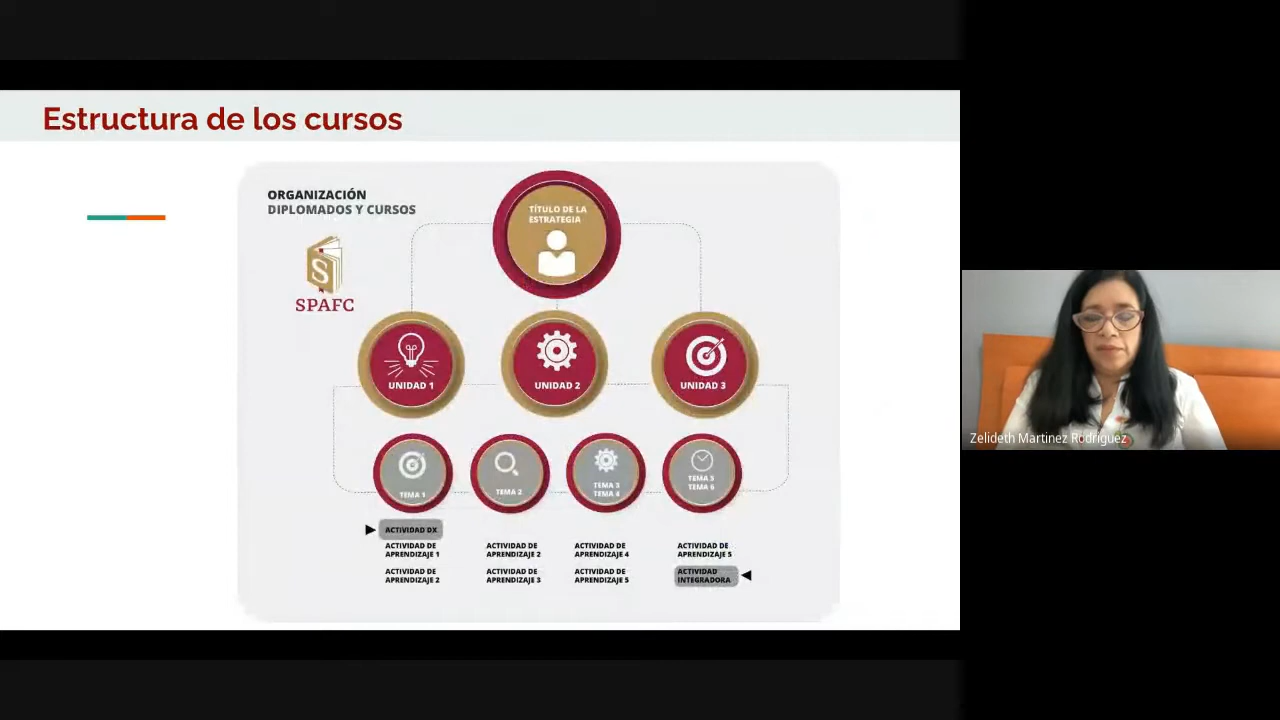 Estructura de los cursos
ORGANIZACIÓN
DIPLOMADOS Y CURSOS
TÍTULO DE LA
ESTRATEGIA
S
SPAFC
UNIDAD 1
UNIDAD 2
UNIDAD 3
TEMA 1
TEMA 2
TEMA 3
TEMA 4
TEMA 5
TEMA 6
ACTIVIDAD DX
ACTIVIDAD DE
APRENDIZAJE 1
ACTIVIDAD DE
APRENDIZAJE 2
ACTIVIDAD DE
APRENDIZAJE 2
ACTIVIDAD DE
APRENDIZAJE 3
ACTIVIDAD DE
APRENDIZAJE 4
ACTIVIDAD DE
APRENDIZAJE 5
ACTIVIDAD DE
APRENDIZAJE 5
ACTIVIDAD
INTEGRADORA
Zelideth Martinez Rodriguez